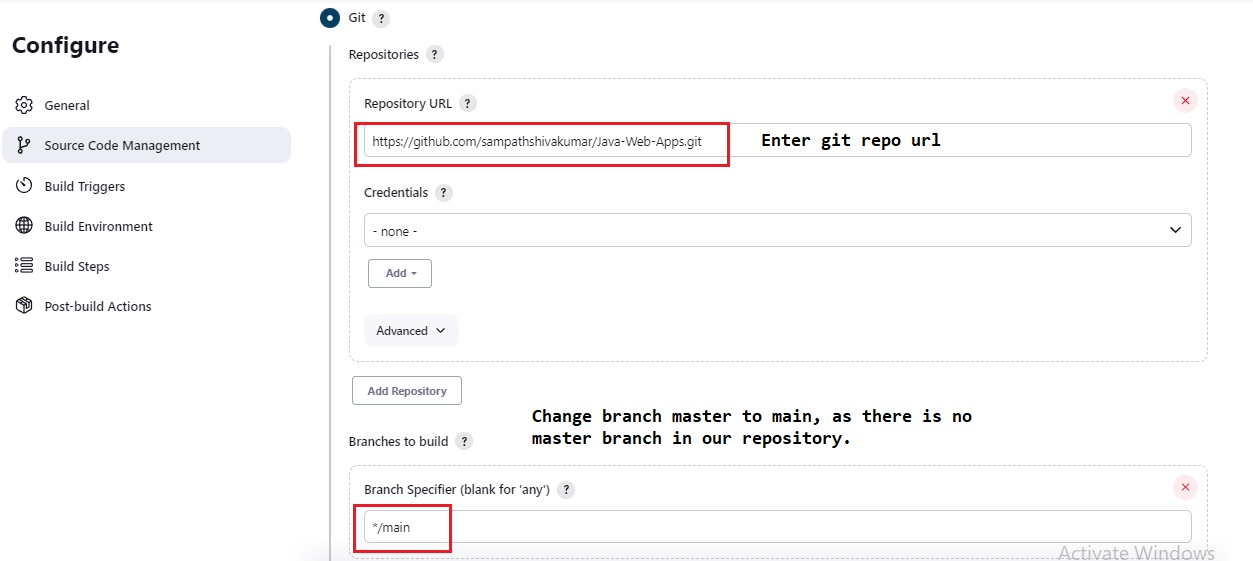 Git ?
Configure
Repositories ?
General
Repository URL ?
Source Code Management
https://github.com/sampathshivakumar/Java-Web-Apps.git
Enter git repo url
Build Triggers
Credentials ?
Build Environment
- none -
Build Steps
Add
Post-build Actions
Advanced
Add Repository
Change branch master to main, as there is no
master branch in our repository.
Branches to build ?
Branch Specifier (blank for 'any') ?
*/main
Activate Windows